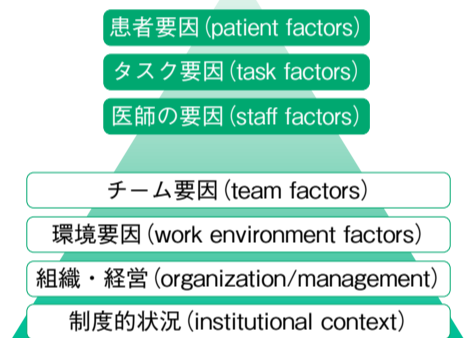 患者要因(patient factors)
タスク要因(task factors)
医師の要因(staff factors)
チーム要因(team factors)
環境要因(work environment factors)
組織・経営(organization/management)
制度的状況(institutional context)